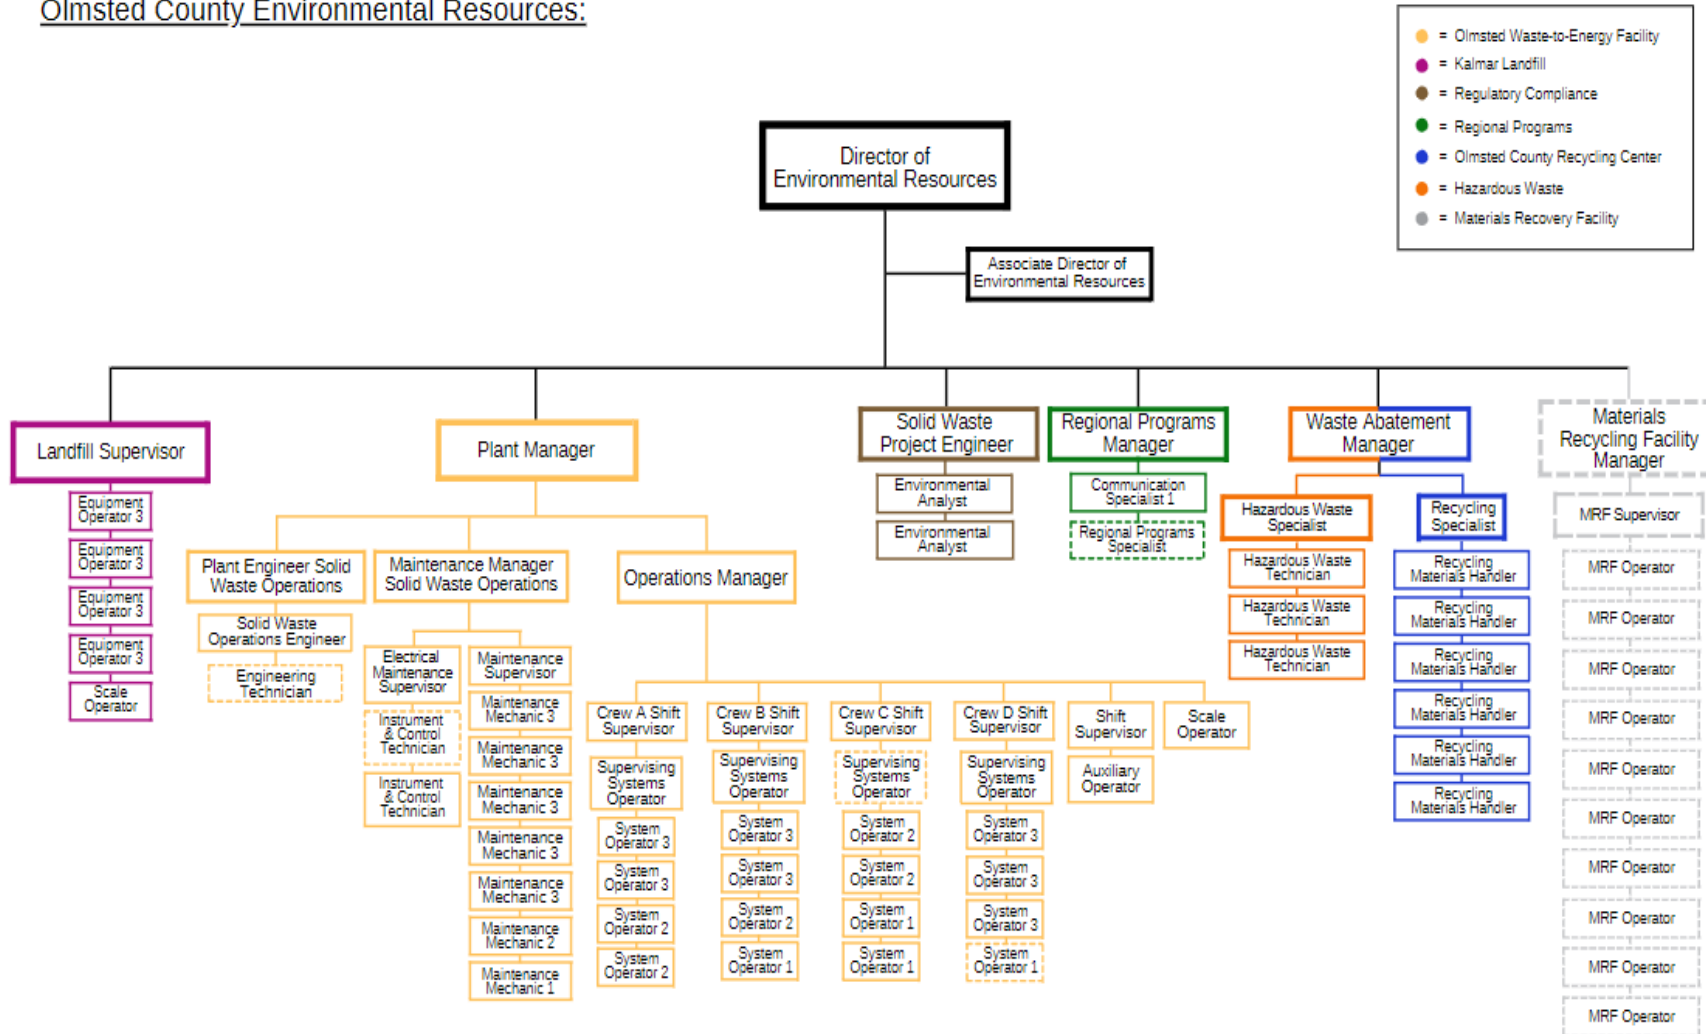 Olmsted County Environmental Resources:
= Olmsted Waste-to-Energy Facility
= Kalmar Landfill
= Regulatory Compliance
= Regional Programs
= Olmsted County Recycling Center
= Hazardous Waste
= Materials Recovery Facility
Director of
Environmental Resources
Associate Director of
Environmental Resources
Landfill Supervisor
Equipment
Operator 3
Equipment
Operator 3
Equipment
Operator 3
Equipment
Operator 3
Scale
Operator
Plant Manager
Plant Engineer Solid
Waste Operations
Solid Waste
Operations Engineer
Engineering
Technician
Maintenance Manager
Solid Waste Operations
Electrical
Maintenance
Supervisor
Instrument
& Control
Technician
Instrument
& Control
Technician
Maintenance
Supervisor
Maintenance
Mechanic 3
Maintenance
Mechanic 3
Maintenance
Mechanic 3
Maintenance
Mechanic 3
Maintenance
Mechanic 3
Maintenance
Mechanic 2
Maintenance
Mechanic 1
Operations Manager
Crew A Shift
Supervisor
Supervising
Systems
Operator
System
Operator 3
System
Operator 3
System
Operator 2
System
Operator 2
Crew B Shift
Supervisor
Supervising
Systems
Operator
System
Operator 3
System
Operator 3
System
Operator 2
System
Operator 1
Crew C Shift
Supervisor
Supervising
Systems
Operator
System
Operator 2
System
Operator 2
System
Operator 1
System
Operator 1
Crew D Shift
Supervisor
Supervising
Systems
Operator
System
Operator 3
System
Operator 3
System
Operator 3
System
Operator 1
Shift
Supervisor
Auxiliary
Operator
Scale
Operator
Solid Waste
Project Engineer
Environmental
Analyst
Environmental
Analyst
Regional Programs
Manager
Communication
Specialist 1
Regional Programs
Specialist
Waste Abatement
Manager
Hazardous Waste
Specialist
Hazardous Waste
Technician
Hazardous Waste
Technician
Hazardous Waste
Technician
Recycling
Specialist
Recycling
Materials Handler
Recycling
Materials Handler
Recycling
Materials Handler
Recycling
Materials Handler
Recycling
Materials Handler
Recycling
Materials Handler
Materials
Recycling Facility
Manager
MRF Supervisor
MRF Operator
MRF Operator
MRF Operator
MRF Operator
MRF Operator
MRF Operator
MRF Operator
MRF Operator
MRF Operator
MRF Operator